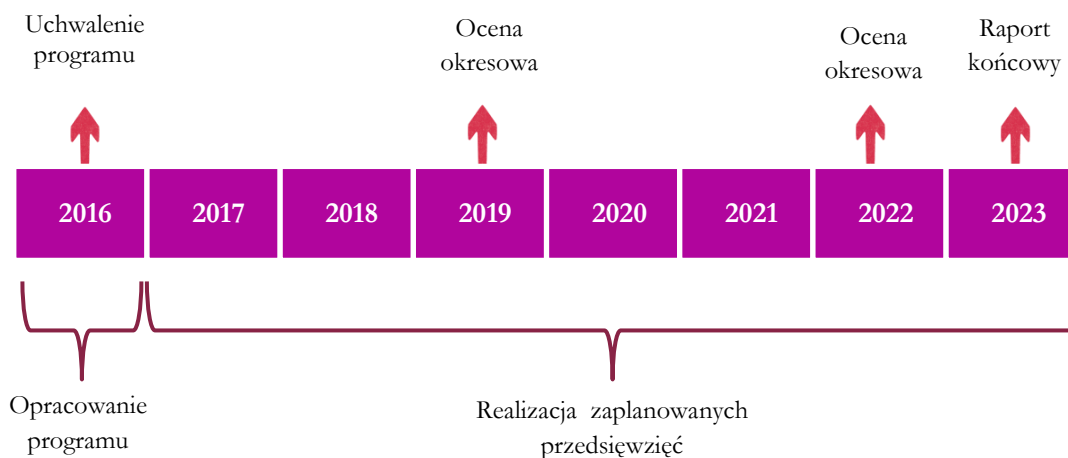 Uchwalenie
programu
Ocena
okresowa
Ocena
okresowa
Raport
końcowy
2016
2017
2018
2019
2020
2021
2022
2023
Opracowanie
programu
Realizacja zaplanowanych
przedsięwzięć